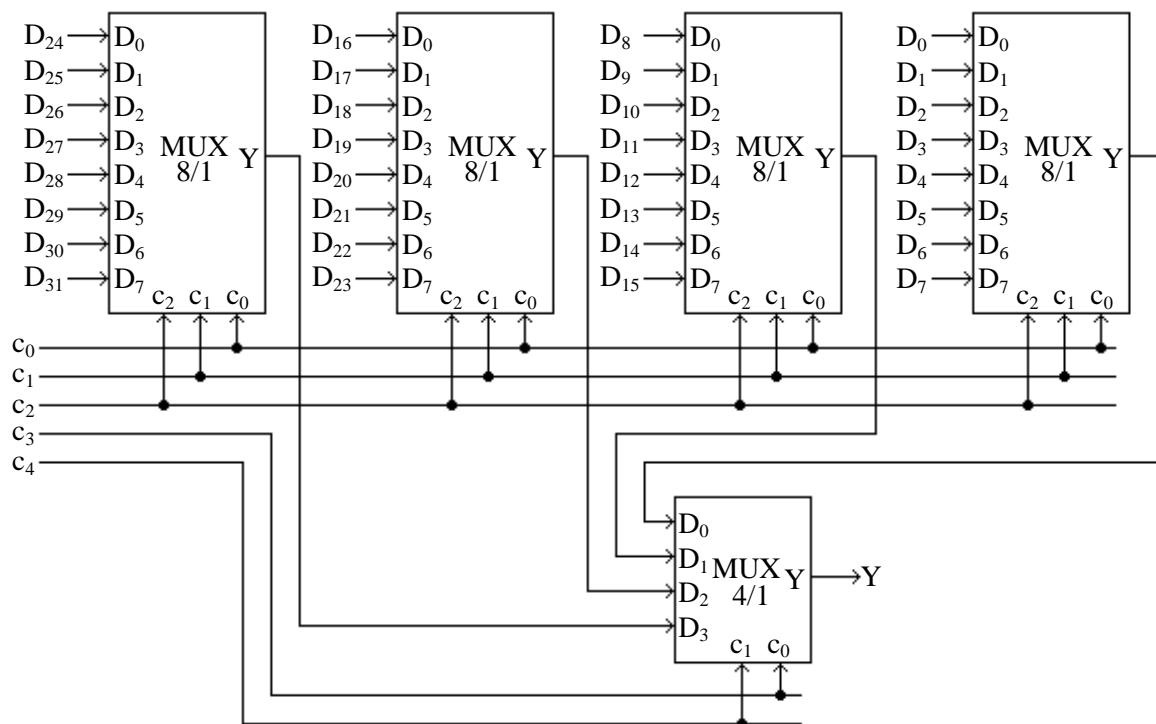 D₂₄ D₀ D₁₆ D₀ D₈ D₀ D₀ D₀
D₂₅ D₁ D₁₇ D₁ D₉ D₁ D₁ D₁
D₂₆ D₂ D₁₈ D₂ D₁₀ D₂ D₂ D₂
D₂₇ D₃ MUX Y D₁₉ D₃ MUX Y D₁₁ D₃ MUX Y D₃ D₃ MUX Y
D₂₈ D₄ 8/1 D₂₀ D₄ 8/1 D₁₂ D₄ 8/1 D₄ D₄ 8/1
D₂₉ D₅ D₂₁ D₅ D₁₃ D₅ D₅ D₅
D₃₀ D₆ D₂₂ D₆ D₁₄ D₆ D₆ D₆
D₃₁ D₇ D₂₃ D₇ D₁₅ D₇ D₇ D₇
c₂ c₁ c₀ c₂ c₁ c₀ c₂ c₁ c₀ c₂ c₁ c₀
c₀
c₁
c₂
c₃
c₄
D₀
D₁ MUX Y Y
D₂ 4/1
D₃
c₁ c₀